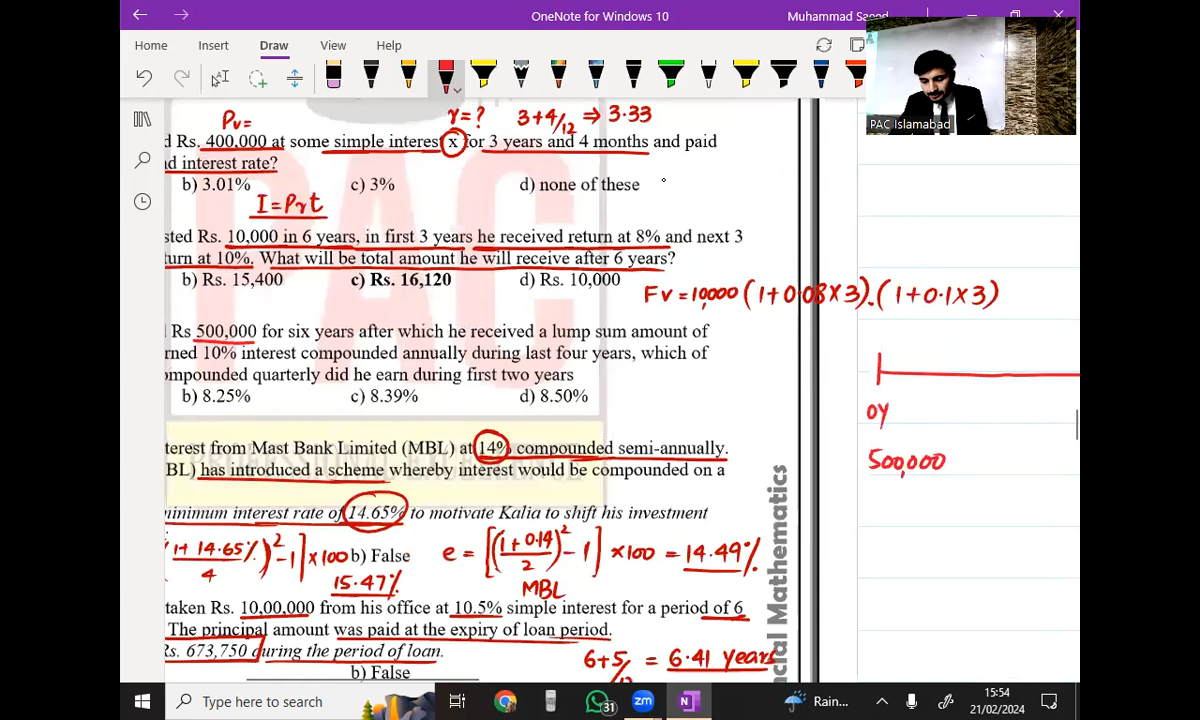 OneNote for Windows 10
Muhammad Saeed
Home Insert Draw View Help
PAC Islamabad
Pv= r=? 3+4/12 ⇒ 3.33
d Rs. 400,000 at some simple interest x for 3 years and 4 months and paid
d interest rate?
b) 3.01% c) 3% d) none of these
I=Prt
sted Rs. 10,000 in 6 years, in first 3 years he received return at 8% and next 3
turn at 10%. What will be total amount he will receive after 6 years?
b) Rs. 15,400 c) Rs. 16,120 d) Rs. 10,000
Fv = 10,000 (1+0.08×3).(1+0.1×3)
d Rs 500,000 for six years after which he received a lump sum amount of
rned 10% interest compounded annually during last four years, which of
ompounded quarterly did he earn during first two years
b) 8.25% c) 8.39% d) 8.50%
0Y
500,000
terest from Mast Bank Limited (MBL) at 14% compounded semi-annually.
BL) has introduced a scheme whereby interest would be compounded on a
PROFESSIONAL EXCELLENCE
minimum interest rate of 14.65% to motivate Kalia to shift his investment
(1+14.65%/4)²-1]×100 b) False e = [(1+0.14/2)²-1] ×100 = 14.49%
15.47% MBL
taken Rs. 10,00,000 from his office at 10.5% simple interest for a period of 6
The principal amount was paid at the expiry of loan period.
Rs. 673,750 during the period of loan.
6+5/12 = 6.41 years
b) False
PAC
ncial Mathematics
Type here to search
31
zm
Rain...
15:54
21/02/2024